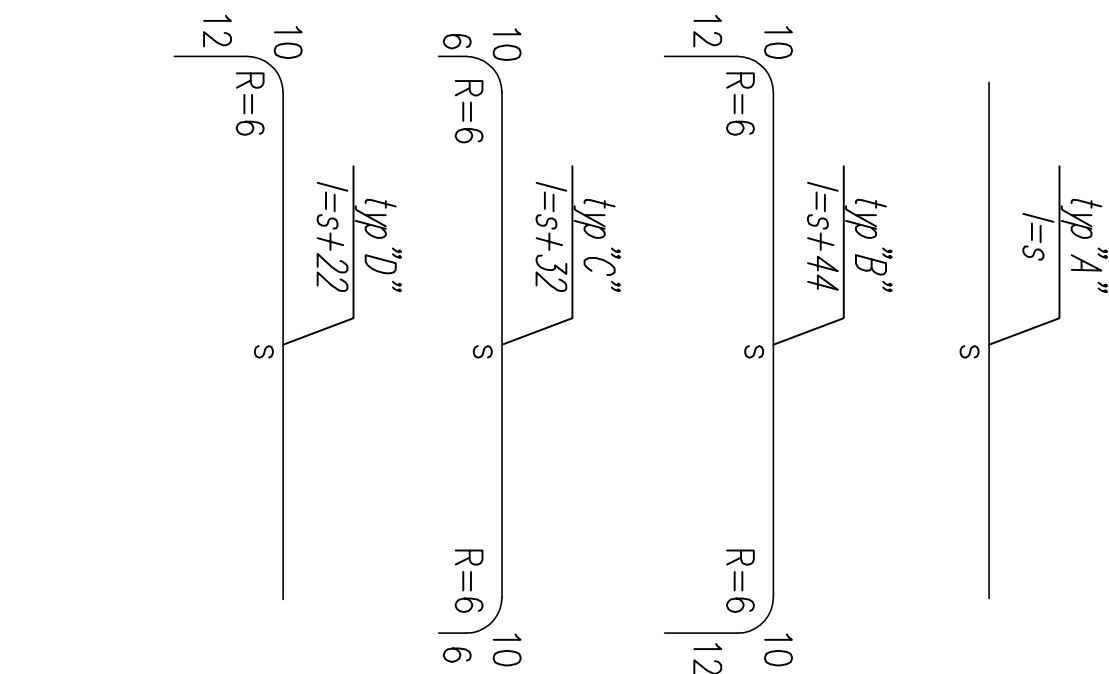 typ "A"
l=s
s
typ "B"
l=s+44
12
10
R=6
s
R=6
10
12
typ "C"
l=s+32
6
10
R=6
s
R=6
10
6
typ "D"
l=s+22
12
10
R=6
s